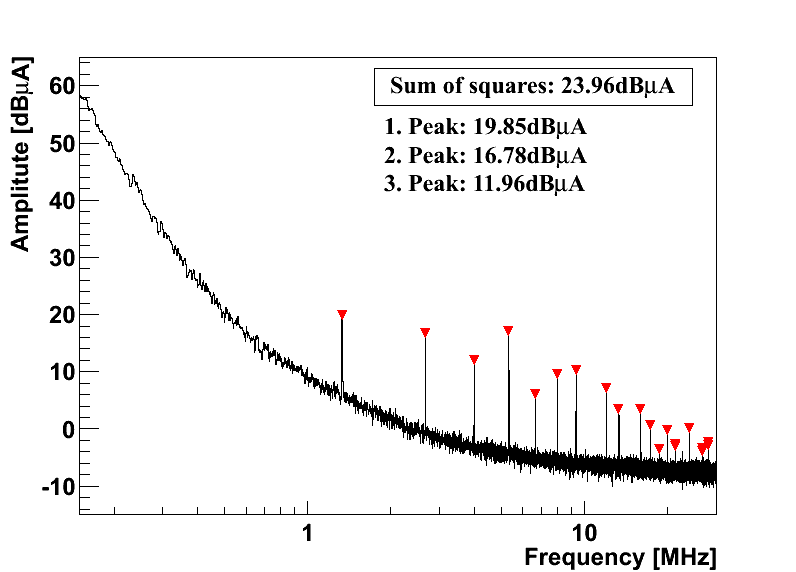 Amplitude [dBμA]
60
50
40
30
20
10
0
-10
Sum of squares: 23.96dBμA
1. Peak: 19.85dBμA
2. Peak: 16.78dBμA
3. Peak: 11.96dBμA
1
10
Frequency [MHz]